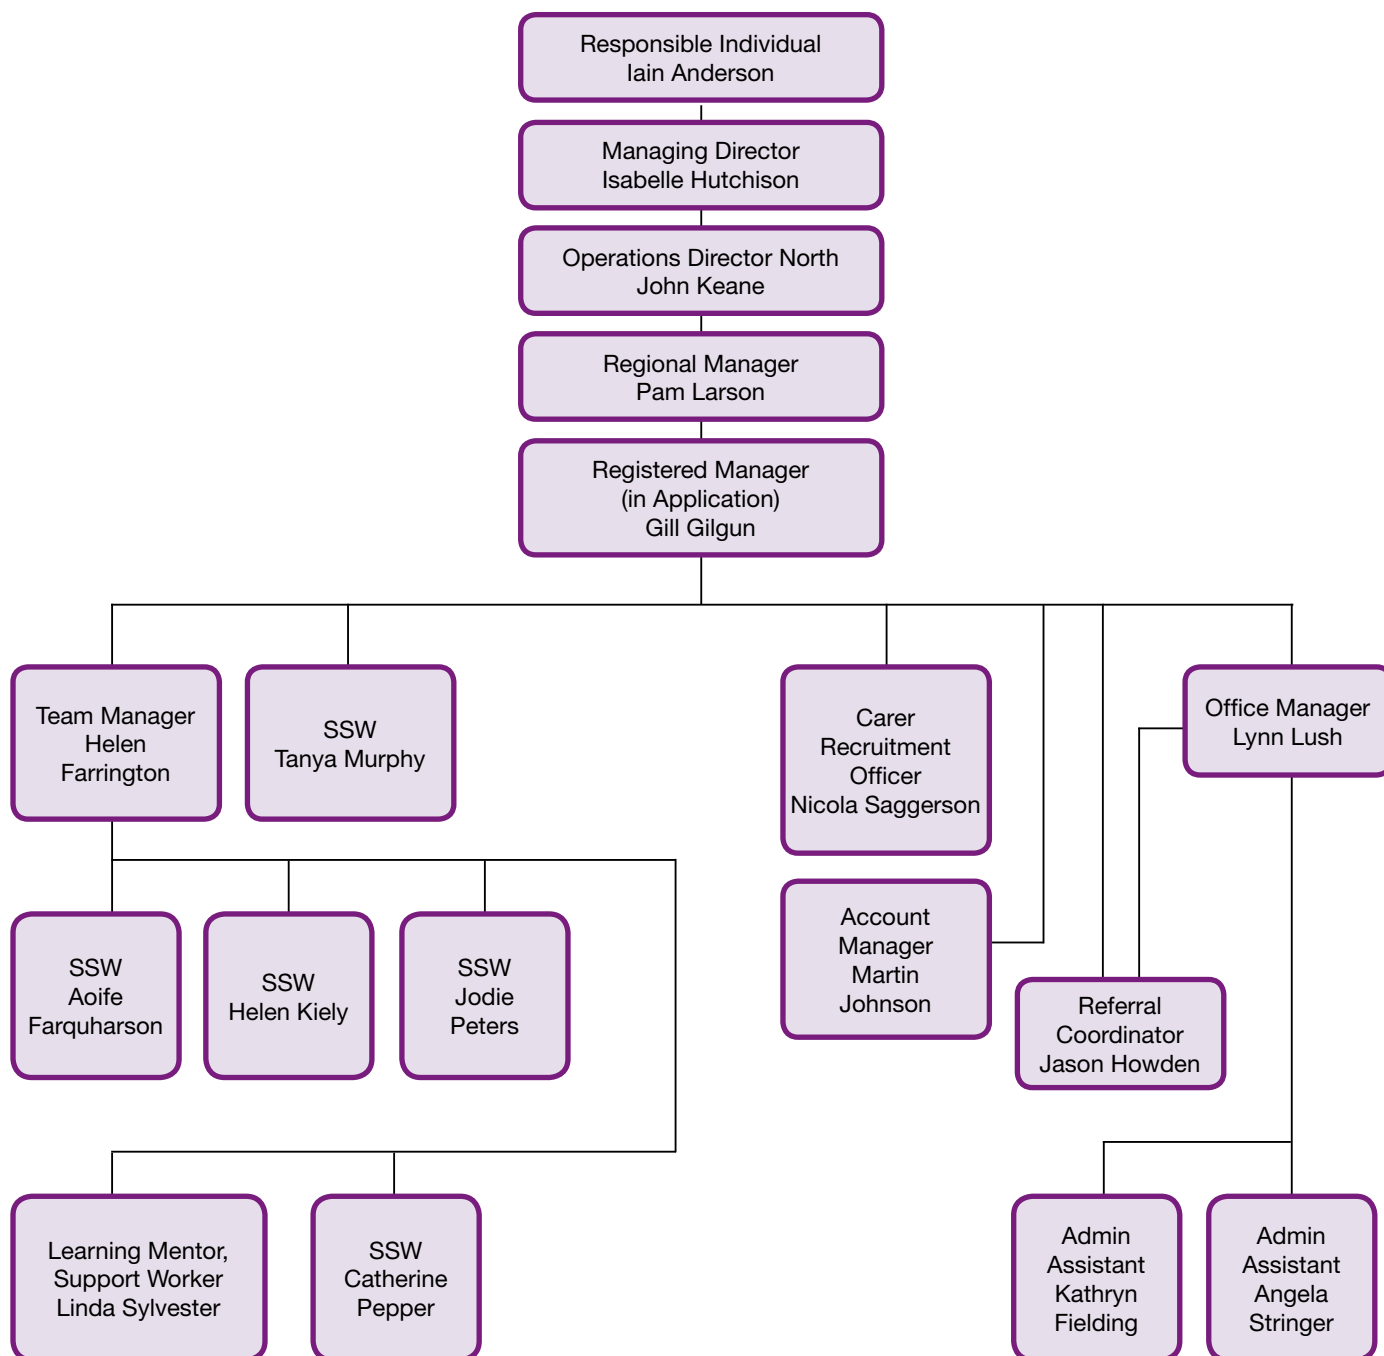 Responsible Individual
Iain Anderson
Managing Director
Isabelle Hutchison
Operations Director North
John Keane
Regional Manager
Pam Larson
Registered Manager
(in Application)
Gill Gilgun
Team Manager
Helen
Farrington
SSW
Tanya Murphy
Carer
Recruitment
Officer
Nicola Saggerson
Office Manager
Lynn Lush
Account
Manager
Martin
Johnson
SSW
Aoife
Farquharson
SSW
Helen Kiely
SSW
Jodie
Peters
Referral
Coordinator
Jason Howden
Learning Mentor,
Support Worker
Linda Sylvester
SSW
Catherine
Pepper
Admin
Assistant
Kathryn
Fielding
Admin
Assistant
Angela
Stringer